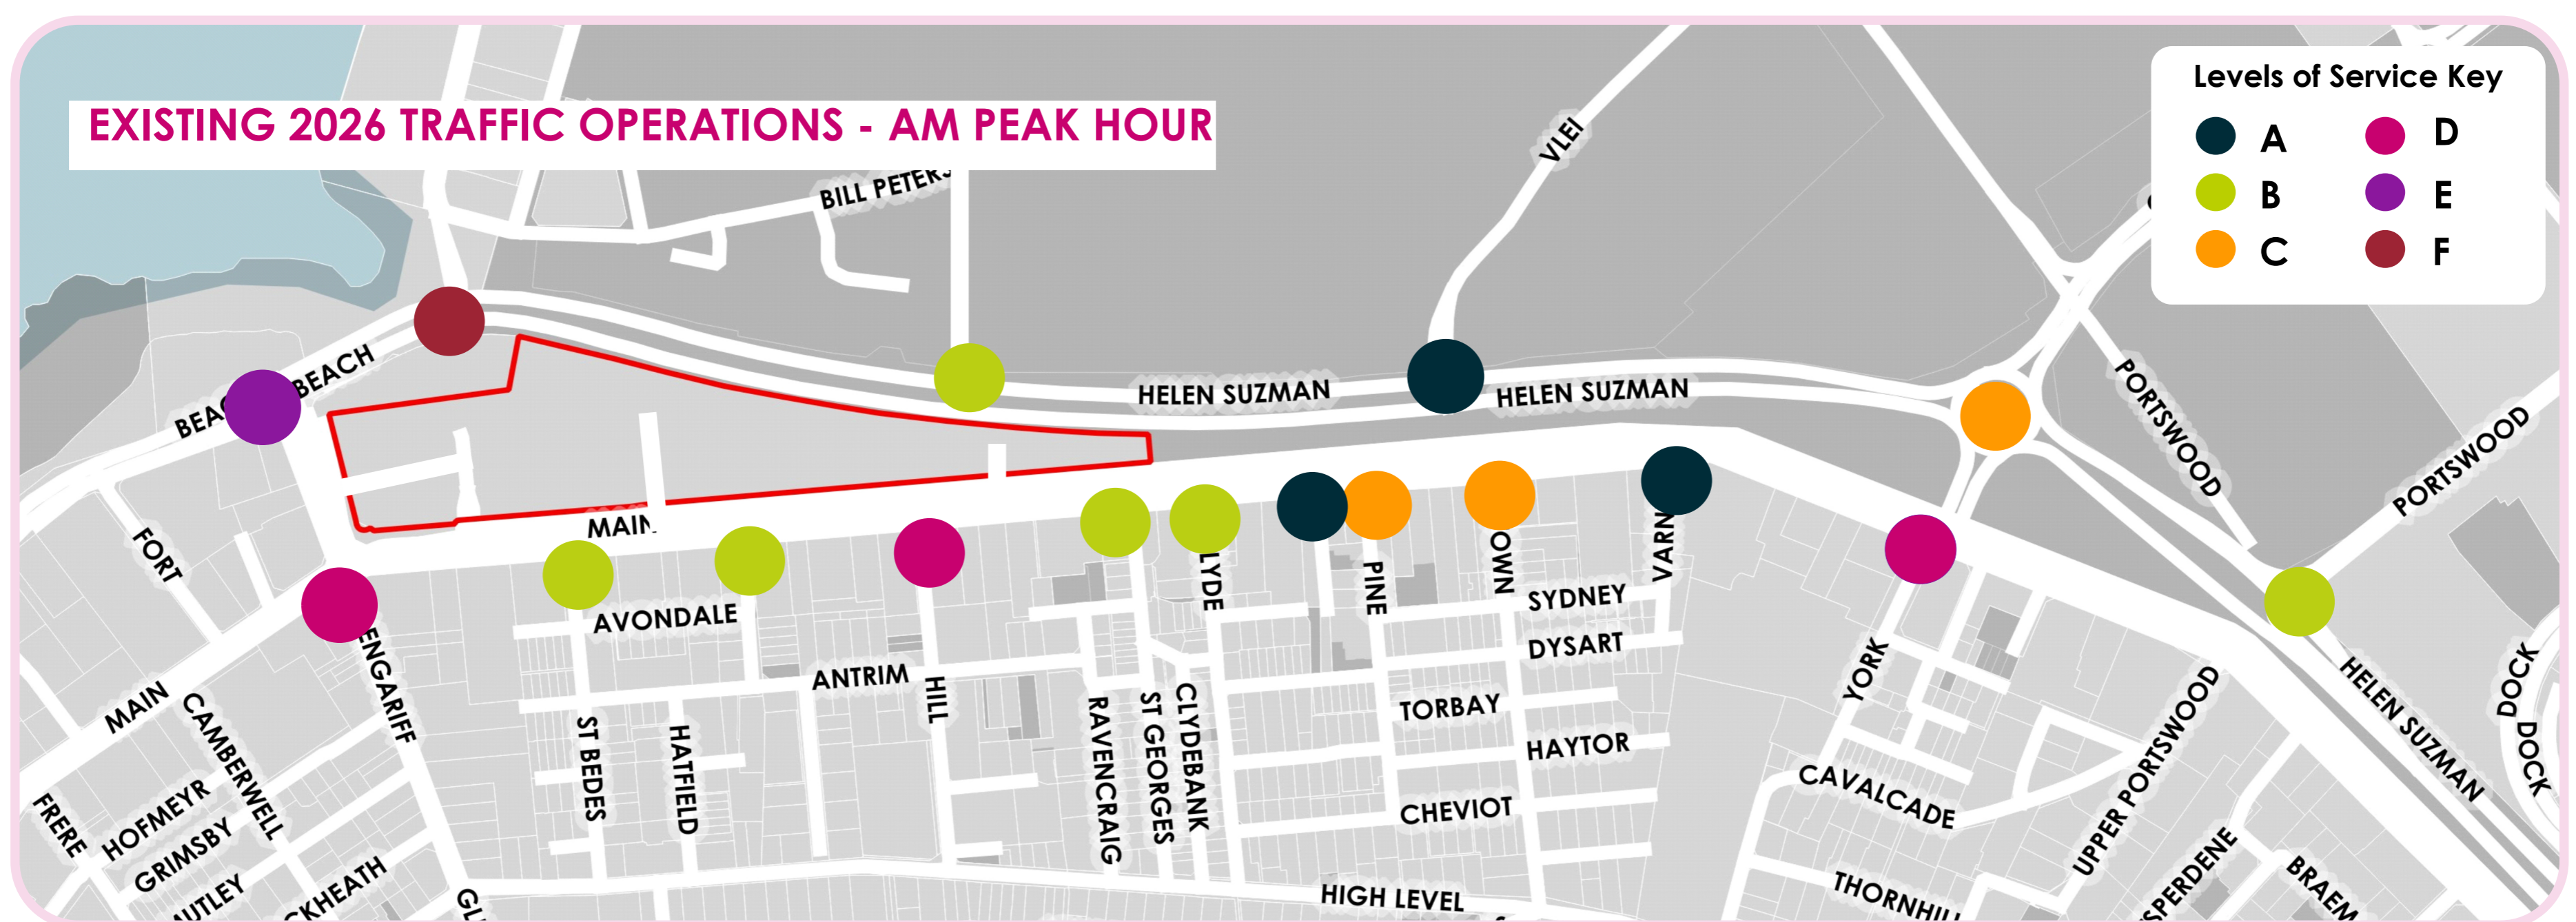 EXISTING 2026 TRAFFIC OPERATIONS - AM PEAK HOUR
Levels of Service Key
A
D
B
E
C
F
BILL PETERS
VLEI
BEACH
HELEN SUZMAN
HELEN SUZMAN
PORTSWOOD
PORTSWOOD
FORT
MAIN
AVONDALE
ANTRIM
HILL
LYDE
PINE
OWN
VARN
SYDNEY
DYSART
TORBAY
HAYTOR
CHEVIOT
YORK
CAVALCADE
UPPER PORTSWOOD
HELEN SUZMAN
DOCK
DOCK
MAIN
CAMBERWELL
ENGARIFF
ST BEDES
HATFIELD
RAVENCRAIG
ST GEORGES
CLYDEBANK
FRERE
HOFMEYR
GRIMSBY
HIGH LEVEL